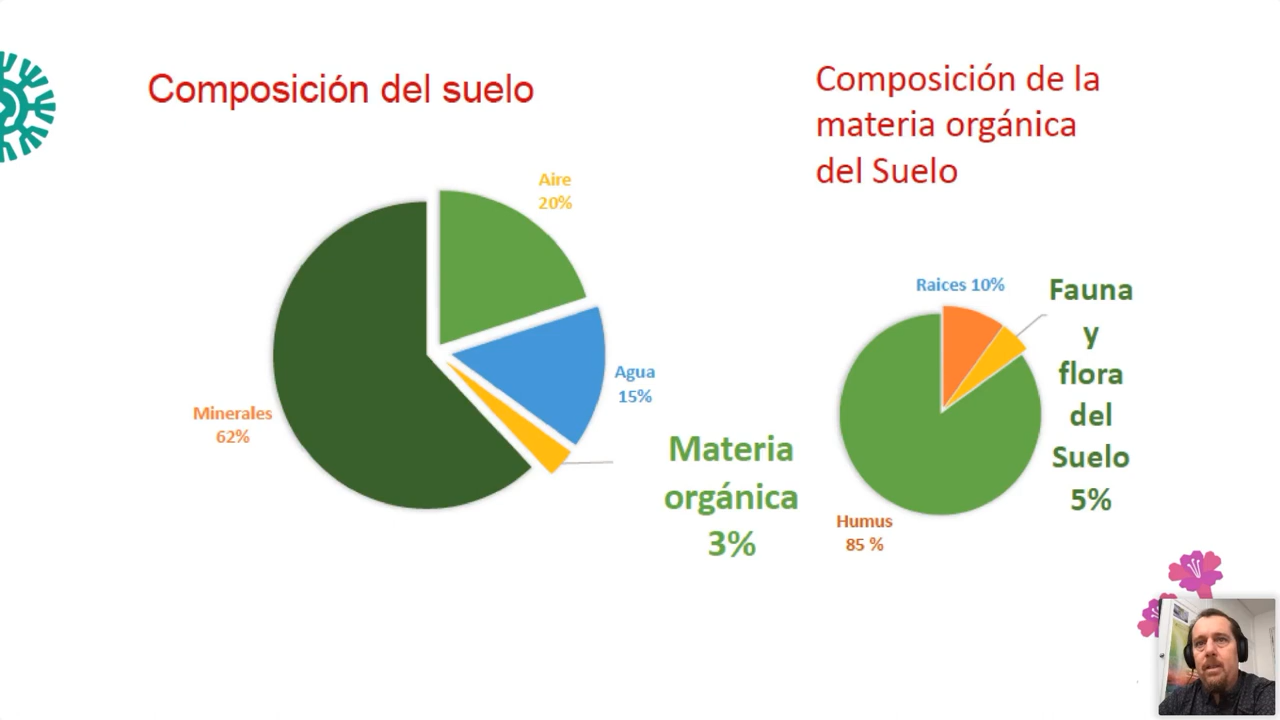 Composición del suelo
Aire
20%
Agua
15%
Minerales
62%
Materia
orgánica
3%
Composición de la
materia orgánica
del Suelo
Raices 10%
Fauna
y
flora
del
Suelo
5%
Humus
85 %